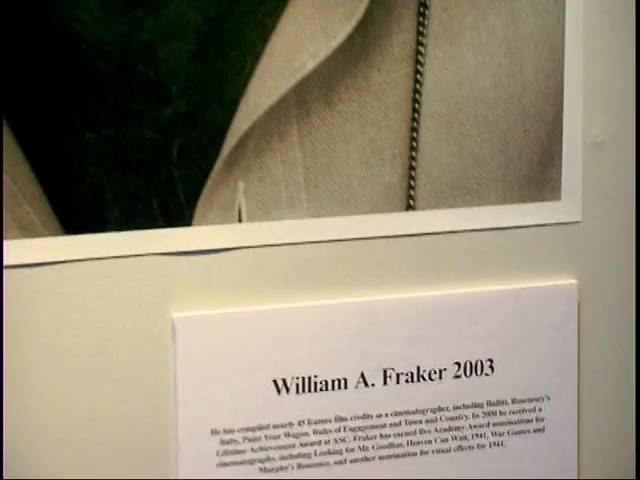 William A. Fraker 2003
He has compiled nearly 45 feature film credits as a cinematographer, including Bullitt, Rosemary's
Baby, Paint Your Wagon, Rules of Engagement and Town and Country. In 2000 he received a
Lifetime Achievement Award at ASC. Fraker has earned five Academy Award nominations for
cinematography, including Looking for Mr. Goodbar, Heaven Can Wait, 1941, War Games and
Murphy's Romance, and another nomination for visual effects for 1941.